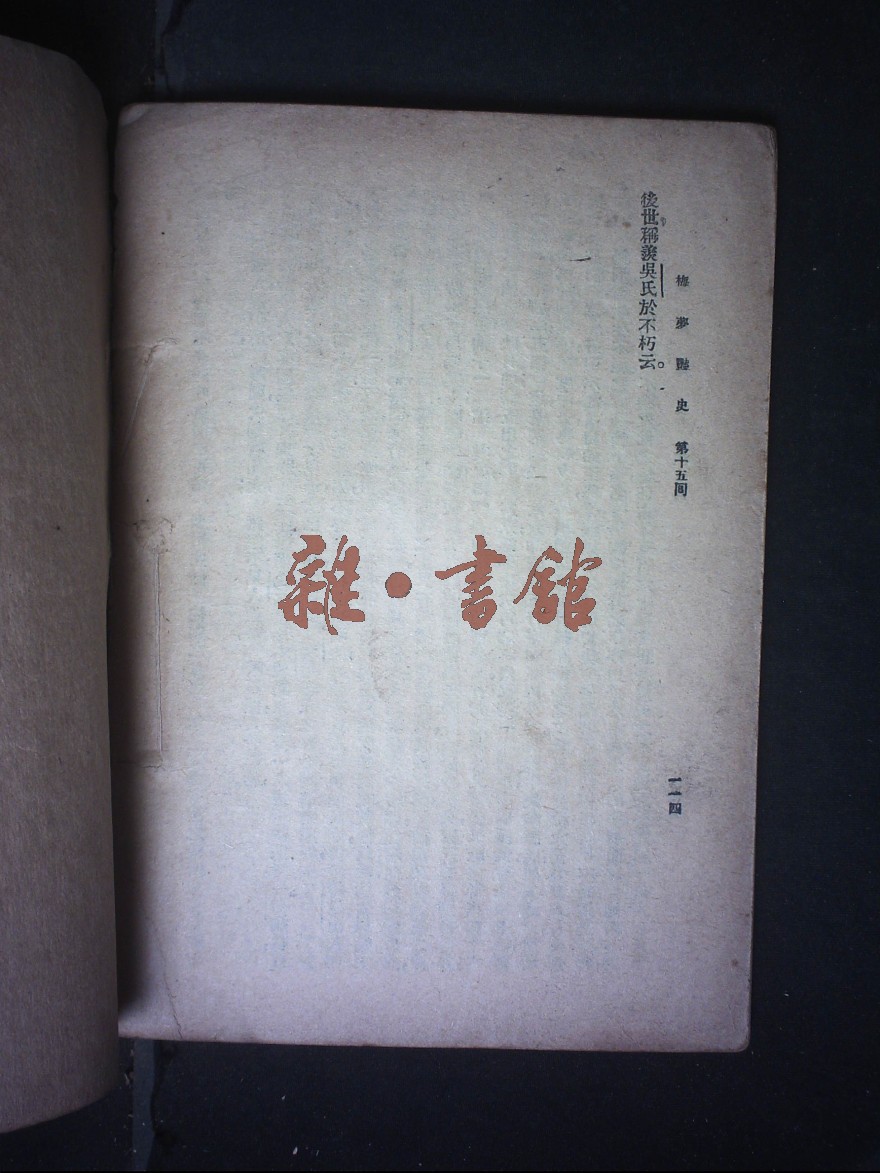 梅夢豔史 第十五回
後世稱羨吳氏於不朽云。
一一四
雜•書館